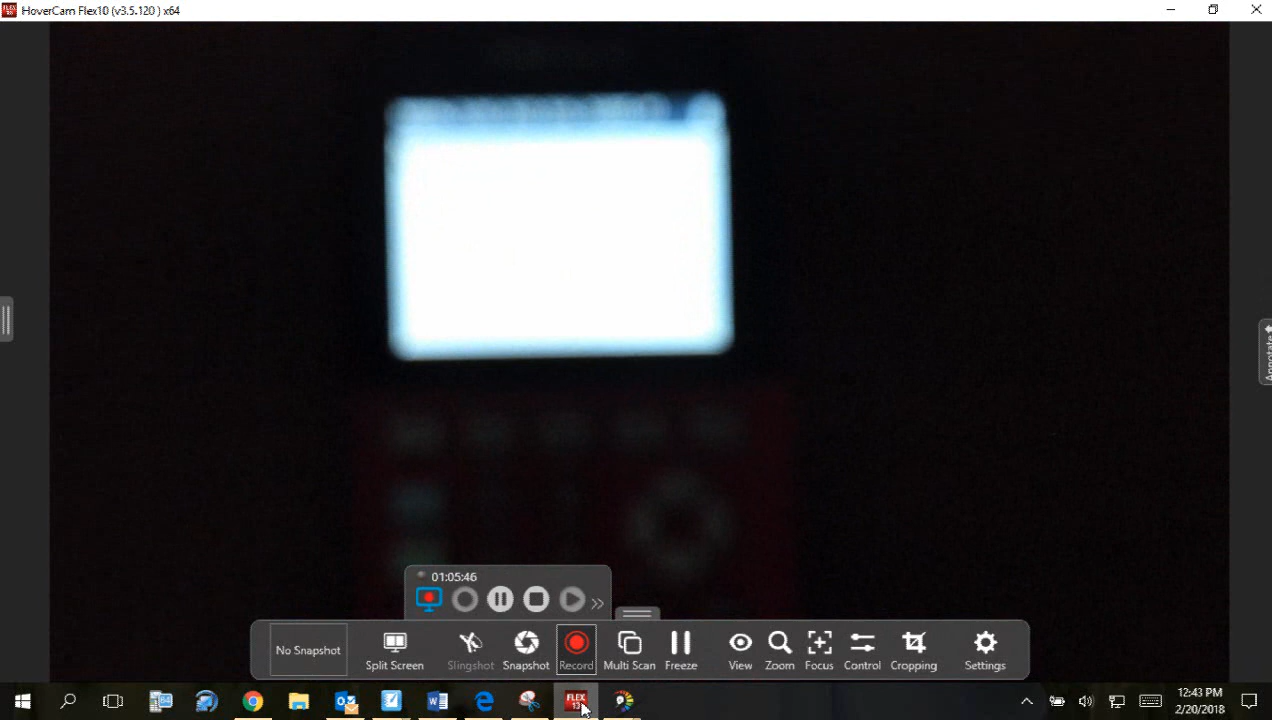 HoverCam Flex10 (v3.5.120 ) x64
Annotate
01:05:46
No Snapshot
Split Screen
Slingshot
Snapshot
Record
Multi Scan
Freeze
View
Zoom
Focus
Control
Cropping
Settings
12:43 PM
2/20/2018